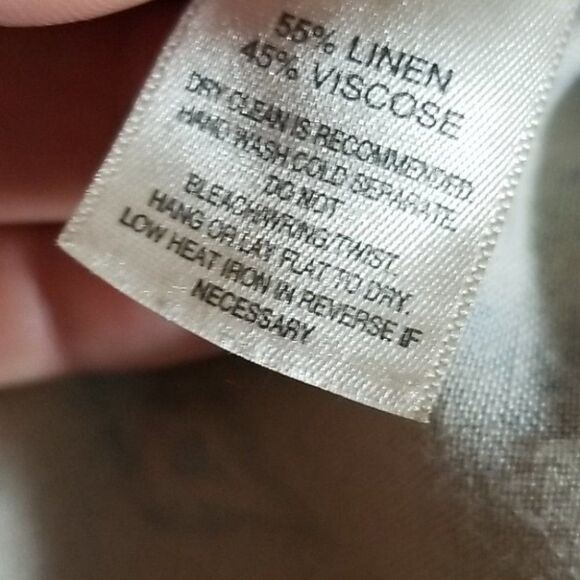 55% LINEN
45% VISCOSE
DRY CLEAN IS RECOMMENDED.
HAND WASH COLD SEPARATE.
DO NOT
BLEACH/WRING/TWIST.
HANG OR LAY FLAT TO DRY.
LOW HEAT IRON IN REVERSE IF
NECESSARY.